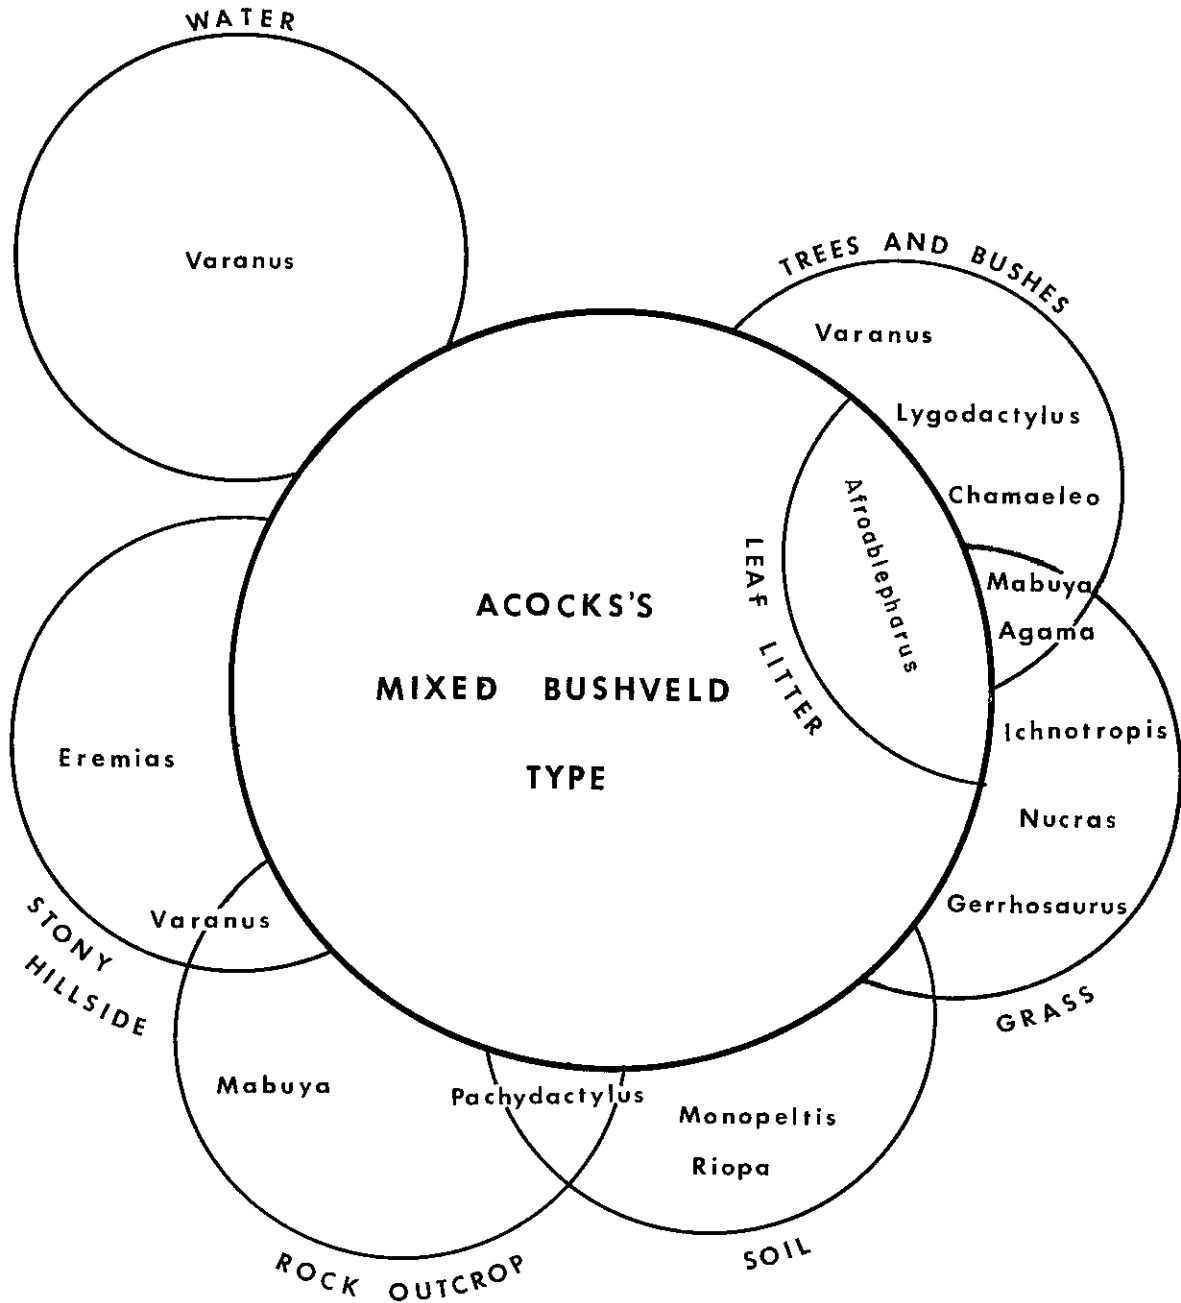 WATER
Varanus
TREES AND BUSHES
Varanus
Lygodactylus
Chamaeleo
Mabuya
Agama
LEAF LITTER
Afroablepharus
ACOCKS'S
MIXED BUSHVELD
TYPE
Ichnotropis
Nucras
Gerrhosaurus
GRASS
Eremias
Varanus
STONY
HILLSIDE
Mabuya
Pachydactylus
Monopeltis
Riopa
ROCK OUTCROP
SOIL